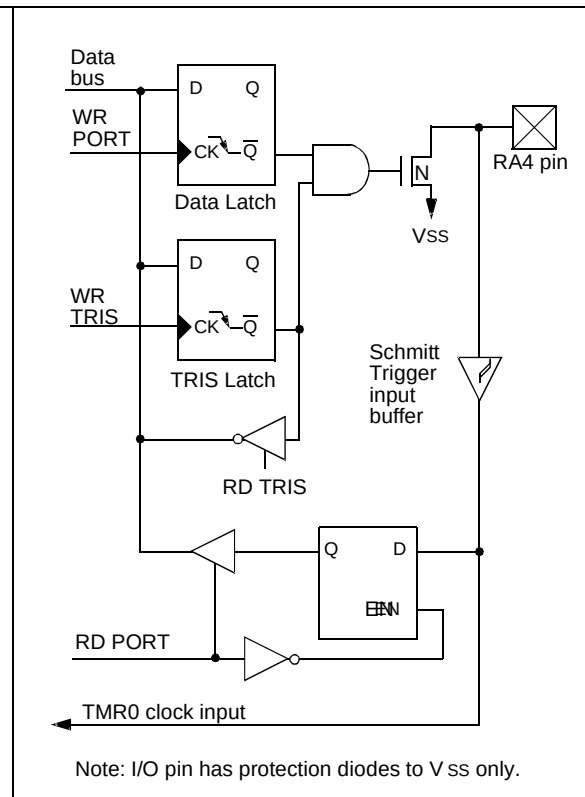 Data
bus
D Q
WR
PORT
CK Q
N
RA4 pin
Data Latch
VSS
D Q
WR
TRIS
CK Q
Schmitt
Trigger
input
buffer
TRIS Latch
RD TRIS
Q D
EN
RD PORT
TMR0 clock input
Note: I/O pin has protection diodes to VSS only.